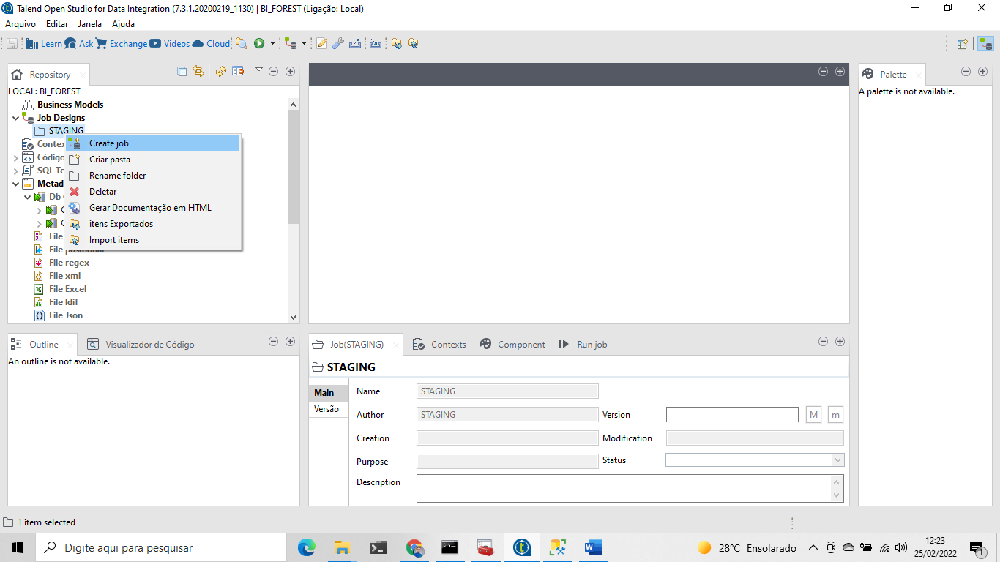 Talend Open Studio for Data Integration (7.3.1.20200219_1130) | BI_FOREST (Ligação: Local)
Arquivo Editar Janela Ajuda
Learn Ask Exchange Videos Cloud
Repository
LOCAL: BI_FOREST
Business Models
Job Designs
STAGING
Create job
Criar pasta
Rename folder
Deletar
Gerar Documentação em HTML
itens Exportados
Import items
Código
SQL
Db
File
File
File regex
File xml
File Excel
File ldif
File Json
Palette
A palette is not available.
Outline Visualizador de Código
An outline is not available.
Job(STAGING) Contexts Component Run job
STAGING
Main
Versão
Name STAGING
Author STAGING Version M m
Creation Modification
Purpose Status
Description
1 item selected
Digite aqui para pesquisar
28°C Ensolarado
12:23
25/02/2022
1